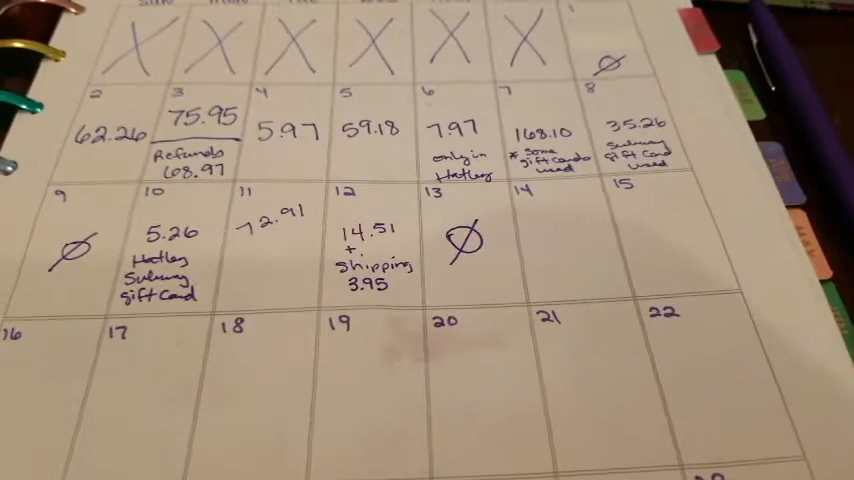 1
Ø
2
62.26
3
75.95
Refunds
68.97
4
5.97
5
59.18
6
7.97
only in
Hatley
7
168.10
* some
gift cards
used
8
35.26
Subway
gift card
used
9
Ø
10
5.26
Hatley
Subway
gift card
11
72.91
12
14.51
+
Shipping
3.95
13
Ø
14
15
16
17
18
19
20
21
22